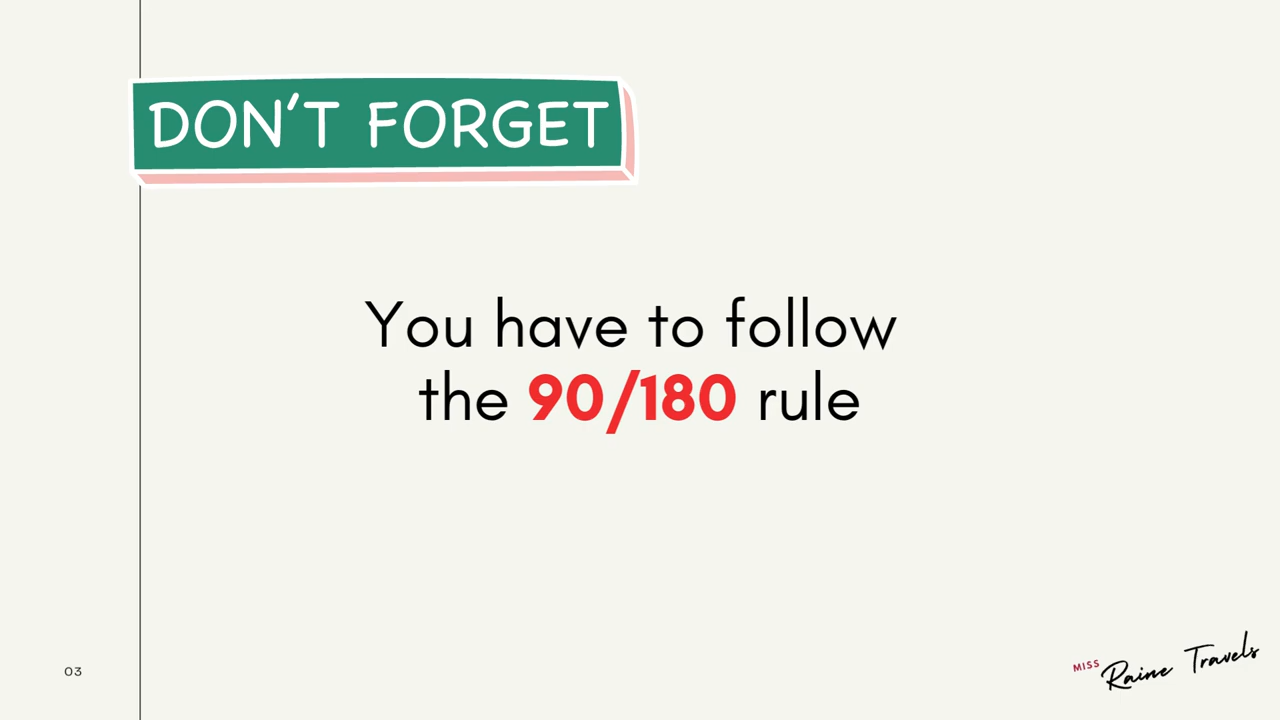 DON'T FORGET
You have to follow
the 90/180 rule
03
MISS Raine Travels